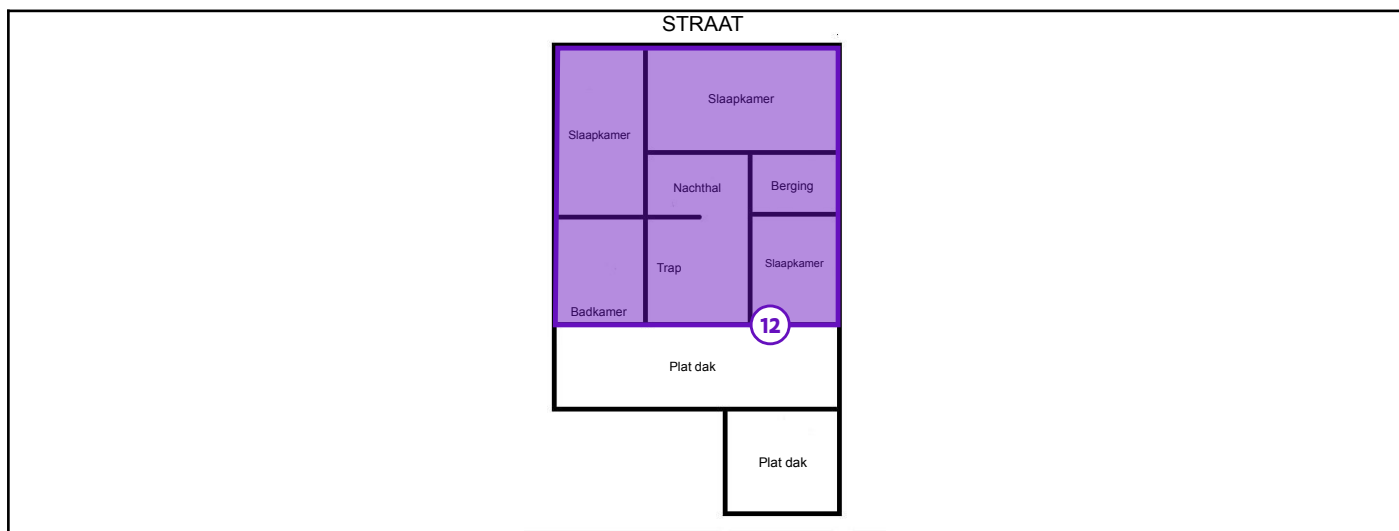 STRAAT
Slaapkamer
Slaapkamer
Nachthal
Berging
Slaapkamer
Trap
Badkamer
12
Plat dak
Plat dak